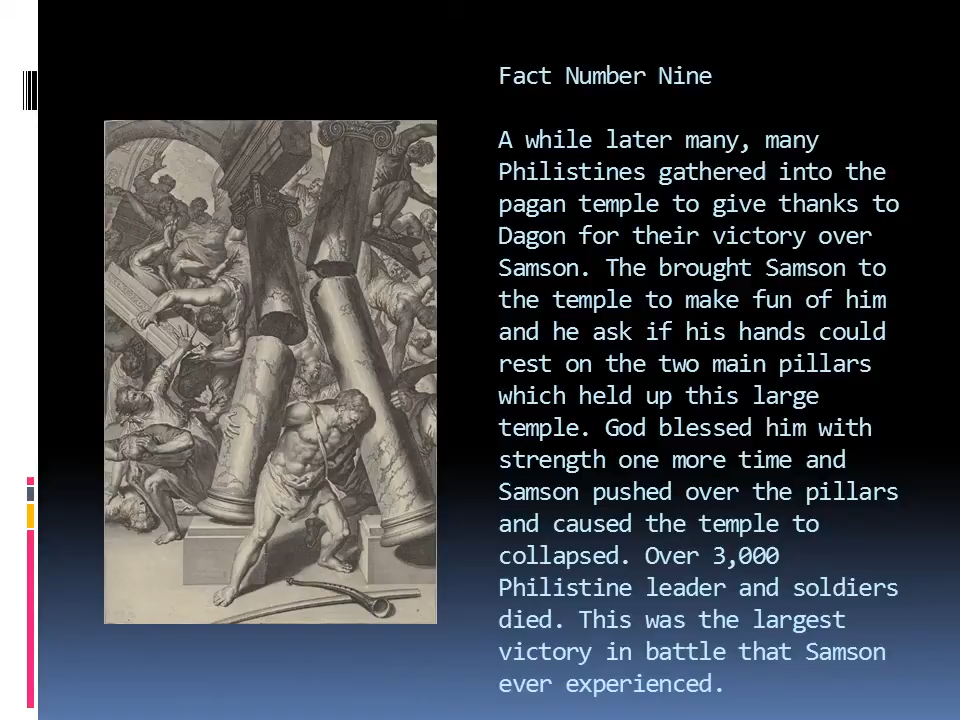 Fact Number Nine
A while later many, many
Philistines gathered into the
pagan temple to give thanks to
Dagon for their victory over
Samson. The brought Samson to
the temple to make fun of him
and he ask if his hands could
rest on the two main pillars
which held up this large
temple. God blessed him with
strength one more time and
Samson pushed over the pillars
and caused the temple to
collapsed. Over 3,000
Philistine leader and soldiers
died. This was the largest
victory in battle that Samson
ever experienced.